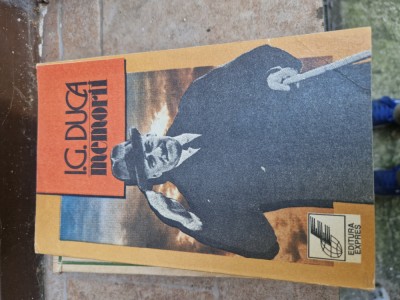 I.G. DUCA
memorii
EDITURA
EXPRES